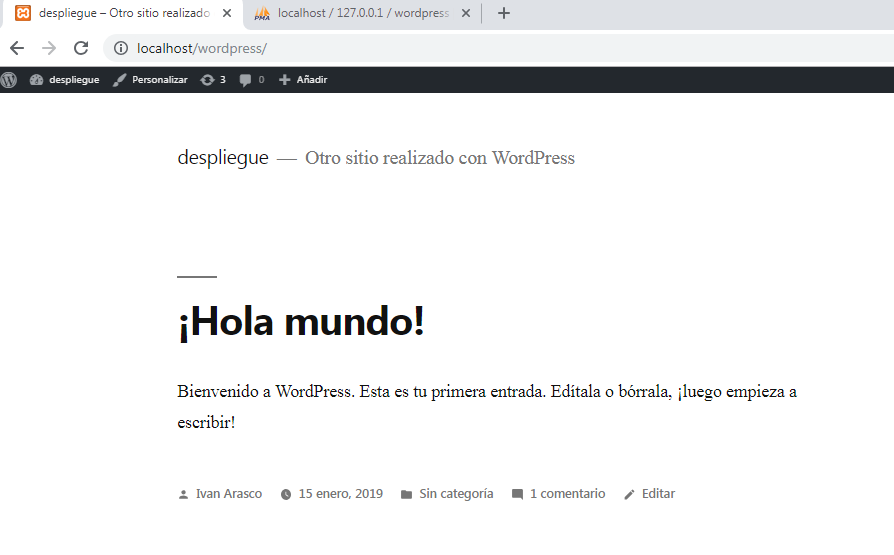 despliegue – Otro sitio realizado
localhost / 127.0.0.1 / wordpress
localhost/wordpress/
despliegue Personalizar 3 0 Añadir
despliegue — Otro sitio realizado con WordPress
¡Hola mundo!
Bienvenido a WordPress. Esta es tu primera entrada. Edítala o bórrala, ¡luego empieza a
escribir!
Ivan Arasco 15 enero, 2019 Sin categoría 1 comentario Editar